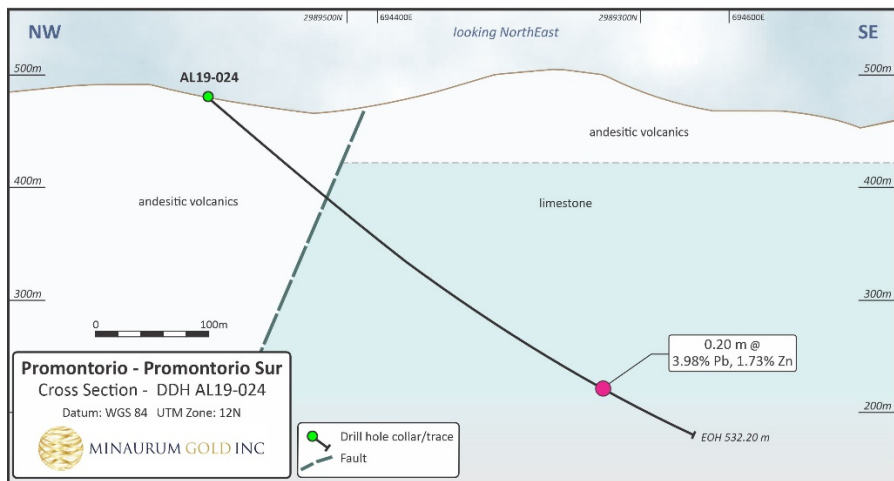 2989500N
694400E
2989300N
694600E
NW
looking NorthEast
SE
500m
AL19-024
500m
andesitic volcanics
400m
400m
andesitic volcanics
limestone
300m
300m
0
100m
0.20 m @
3.98% Pb, 1.73% Zn
Promontorio - Promontorio Sur
Cross Section - DDH AL19-024
Datum: WGS 84 UTM Zone: 12N
MINAURUM GOLD INC
200m
EOH 532.20 m
Drill hole collar/trace
Fault